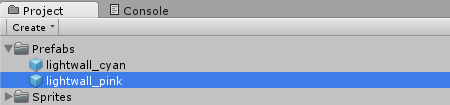 Project Console
Create
Prefabs
lightwall_cyan
lightwall_pink
Sprites